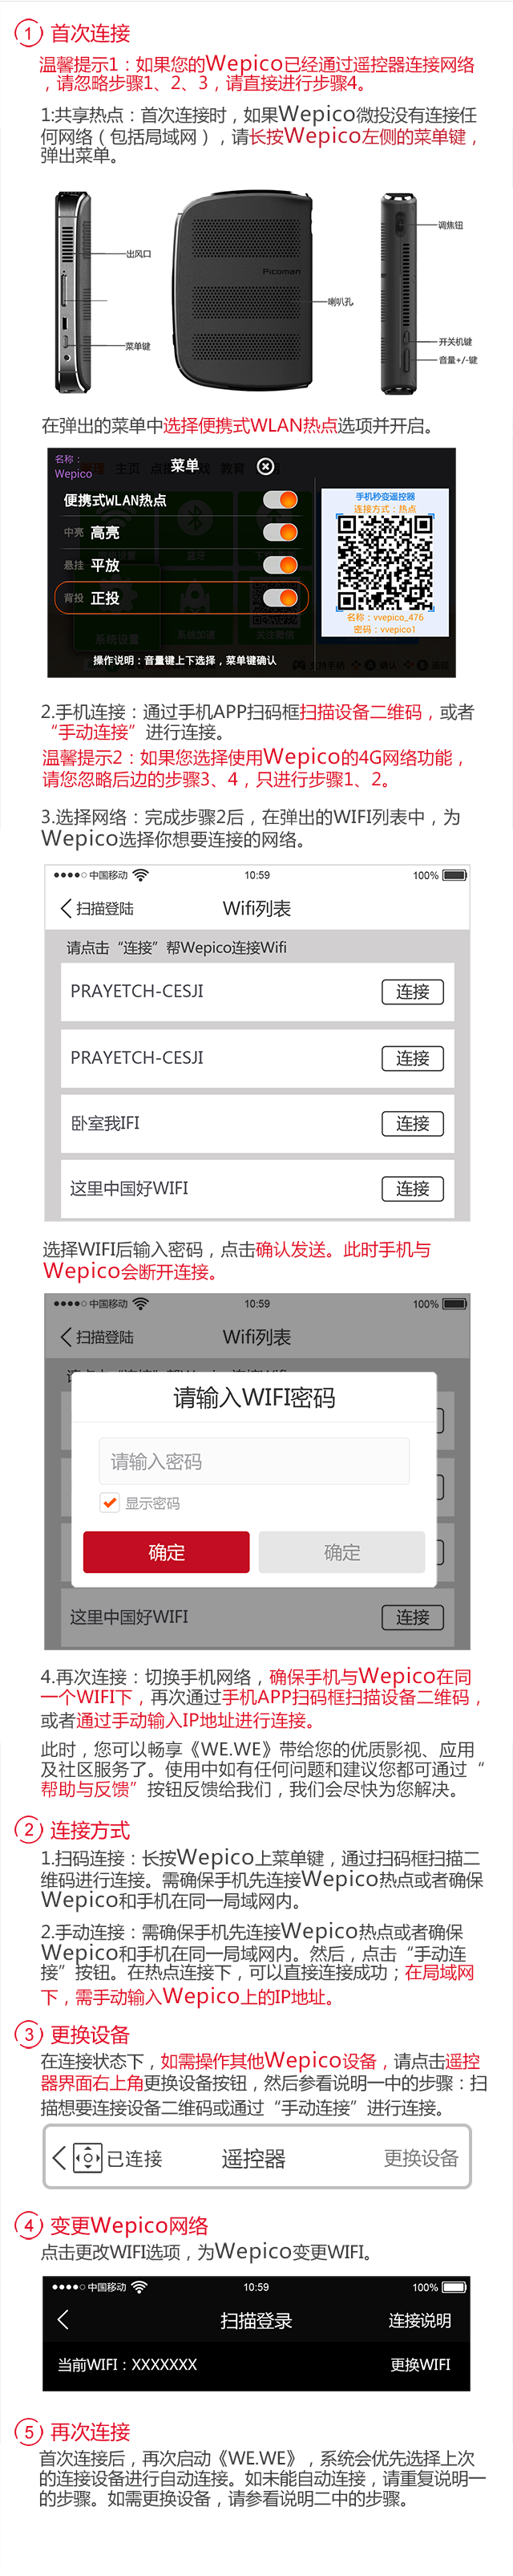 1 首次连接
温馨提示1：如果您的Wepico已经通过遥控器连接网络
，请忽略步骤1、2、3，请直接进行步骤4。
1:共享热点：首次连接时，如果Wepico微投没有连接任
何网络（包括局域网），请长按Wepico左侧的菜单键，
弹出菜单。
调焦钮
出风口
Picoman
喇叭孔
开关机键
菜单键
音量+/-键
在弹出的菜单中选择便携式WLAN热点选项并开启。
名称：
Wepico
菜单
主页
教育
便携式WLAN热点
中亮 高亮
悬挂 平放
背投 正投
系统设置
系统加速
关注微信
操作说明：音量键上下选择，菜单键确认
手机秒变遥控器
连接方式：热点
名称：vvepico_476
密码：vvepico1
2.手机连接：通过手机APP扫码框扫描设备二维码，或者
“手动连接”进行连接。
温馨提示2：如果您选择使用Wepico的4G网络功能，
请您忽略后边的步骤3、4，只进行步骤1、2。
3.选择网络：完成步骤2后，在弹出的WIFI列表中，为
Wepico选择你想要连接的网络。
中国移动 10:59 100%
扫描登陆 Wifi列表
请点击“连接”帮Wepico连接Wifi
PRAYETCH-CESJI 连接
PRAYETCH-CESJI 连接
卧室我IFI 连接
这里中国好WIFI 连接
选择WIFI后输入密码，点击确认发送。此时手机与
Wepico会断开连接。
中国移动 10:59 100%
扫描登陆 Wifi列表
请输入WIFI密码
请输入密码
显示密码
确定 确定
这里中国好WIFI 连接
4.再次连接：切换手机网络，确保手机与Wepico在同
一个WIFI下，再次通过手机APP扫码框扫描设备二维码，
或者通过手动输入IP地址进行连接。
此时，您可以畅享《WE.WE》带给您的优质影视、应用
及社区服务了。使用中如有任何问题和建议您都可通过“
帮助与反馈”按钮反馈给我们，我们会尽快为您解决。
2 连接方式
1.扫码连接：长按Wepico上菜单键，通过扫码框扫描二
维码进行连接。需确保手机先连接Wepico热点或者确保
Wepico和手机在同一局域网内。
2.手动连接：需确保手机先连接Wepico热点或者确保
Wepico和手机在同一局域网内。然后，点击“手动连
接”按钮。在热点连接下，可以直接连接成功；在局域网
下，需手动输入Wepico上的IP地址。
3 更换设备
在连接状态下，如需操作其他Wepico设备，请点击遥控
器界面右上角更换设备按钮，然后参看说明一中的步骤：扫
描想要连接设备二维码或通过“手动连接”进行连接。
已连接 遥控器 更换设备
4 变更Wepico网络
点击更改WIFI选项，为Wepico变更WIFI。
中国移动 10:59 100%
扫描登录 连接说明
当前WIFI：XXXXXXX 更换WIFI
5 再次连接
首次连接后，再次启动《WE.WE》，系统会优先选择上次
的连接设备进行自动连接。如未能自动连接，请重复说明一
的步骤。如需更换设备，请参看说明二中的步骤。